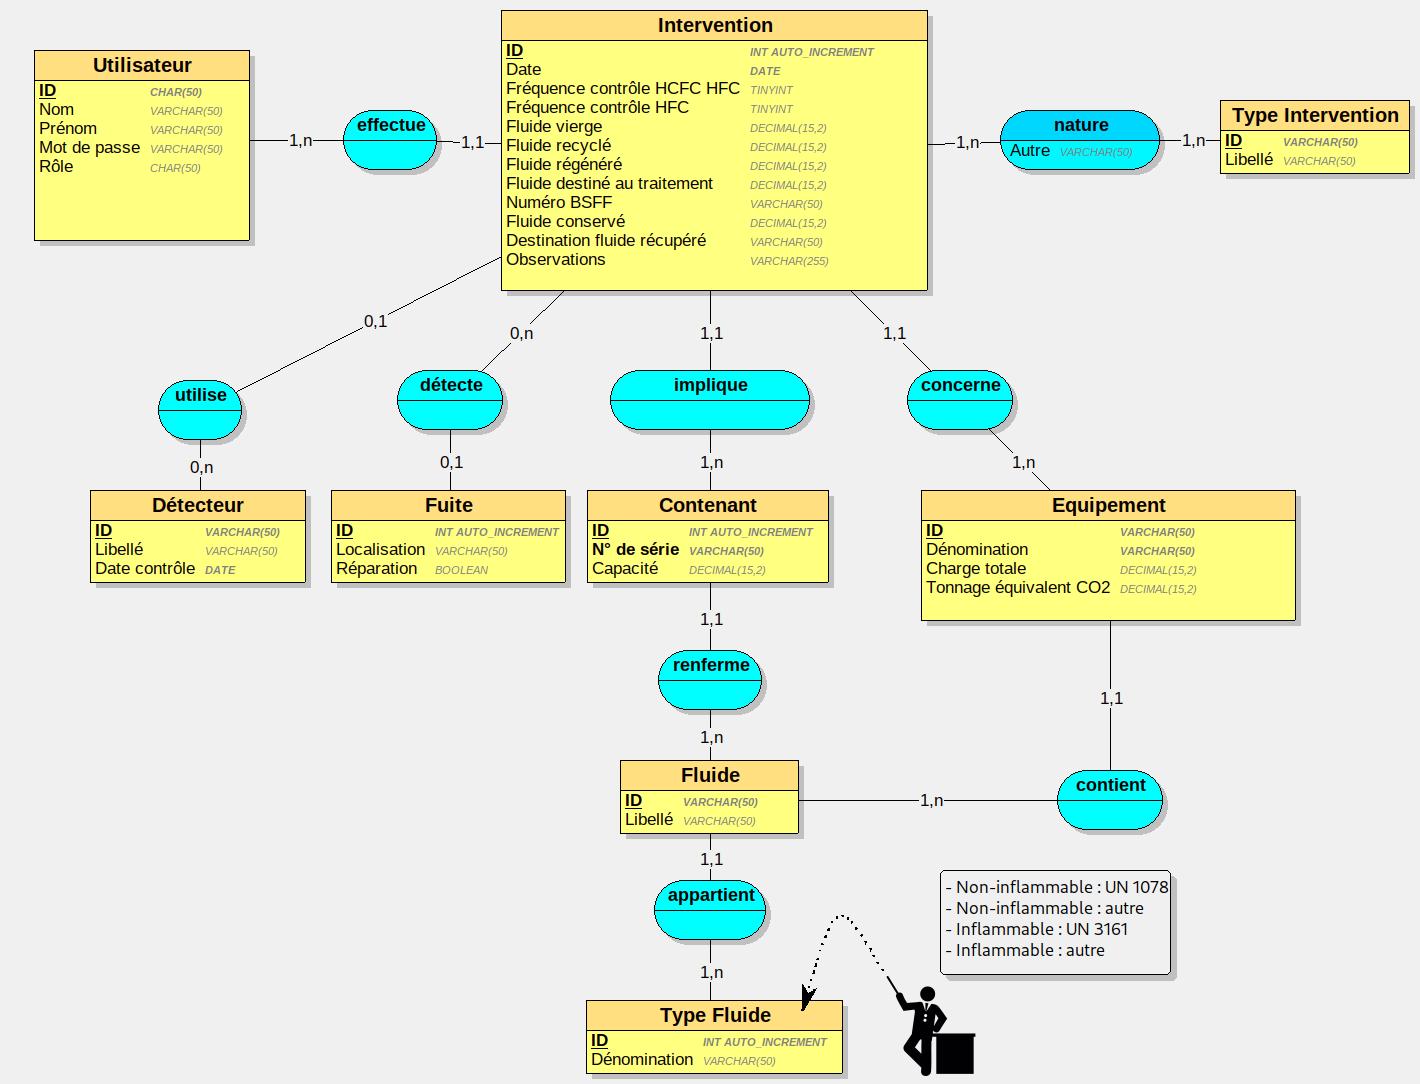 Utilisateur
ID CHAR(50)
Nom VARCHAR(50)
Prénom VARCHAR(50)
Mot de passe VARCHAR(50)
Rôle CHAR(50)
1,n
effectue
1,1
Intervention
ID INT AUTO_INCREMENT
Date DATE
Fréquence contrôle HCFC HFC TINYINT
Fréquence contrôle HFC TINYINT
Fluide vierge DECIMAL(15,2)
Fluide recyclé DECIMAL(15,2)
Fluide régénéré DECIMAL(15,2)
Fluide destiné au traitement DECIMAL(15,2)
Numéro BSFF VARCHAR(50)
Fluide conservé DECIMAL(15,2)
Destination fluide récupéré VARCHAR(50)
Observations VARCHAR(255)
1,n
nature
Autre VARCHAR(50)
1,n
Type Intervention
ID VARCHAR(50)
Libellé VARCHAR(50)
0,1
0,n
1,1
1,1
utilise
détecte
implique
concerne
0,n
0,1
1,n
1,n
Détecteur
ID VARCHAR(50)
Libellé VARCHAR(50)
Date contrôle DATE
Fuite
ID INT AUTO_INCREMENT
Localisation VARCHAR(50)
Réparation BOOLEAN
Contenant
ID INT AUTO_INCREMENT
N° de série VARCHAR(50)
Capacité DECIMAL(15,2)
Equipement
ID VARCHAR(50)
Dénomination VARCHAR(50)
Charge totale DECIMAL(15,2)
Tonnage équivalent CO2 DECIMAL(15,2)
1,1
renferme
1,n
1,1
contient
1,n
Fluide
ID VARCHAR(50)
Libellé VARCHAR(50)
1,1
appartient
1,n
- Non-inflammable : UN 1078
- Non-inflammable : autre
- Inflammable : UN 3161
- Inflammable : autre
Type Fluide
ID INT AUTO_INCREMENT
Dénomination VARCHAR(50)